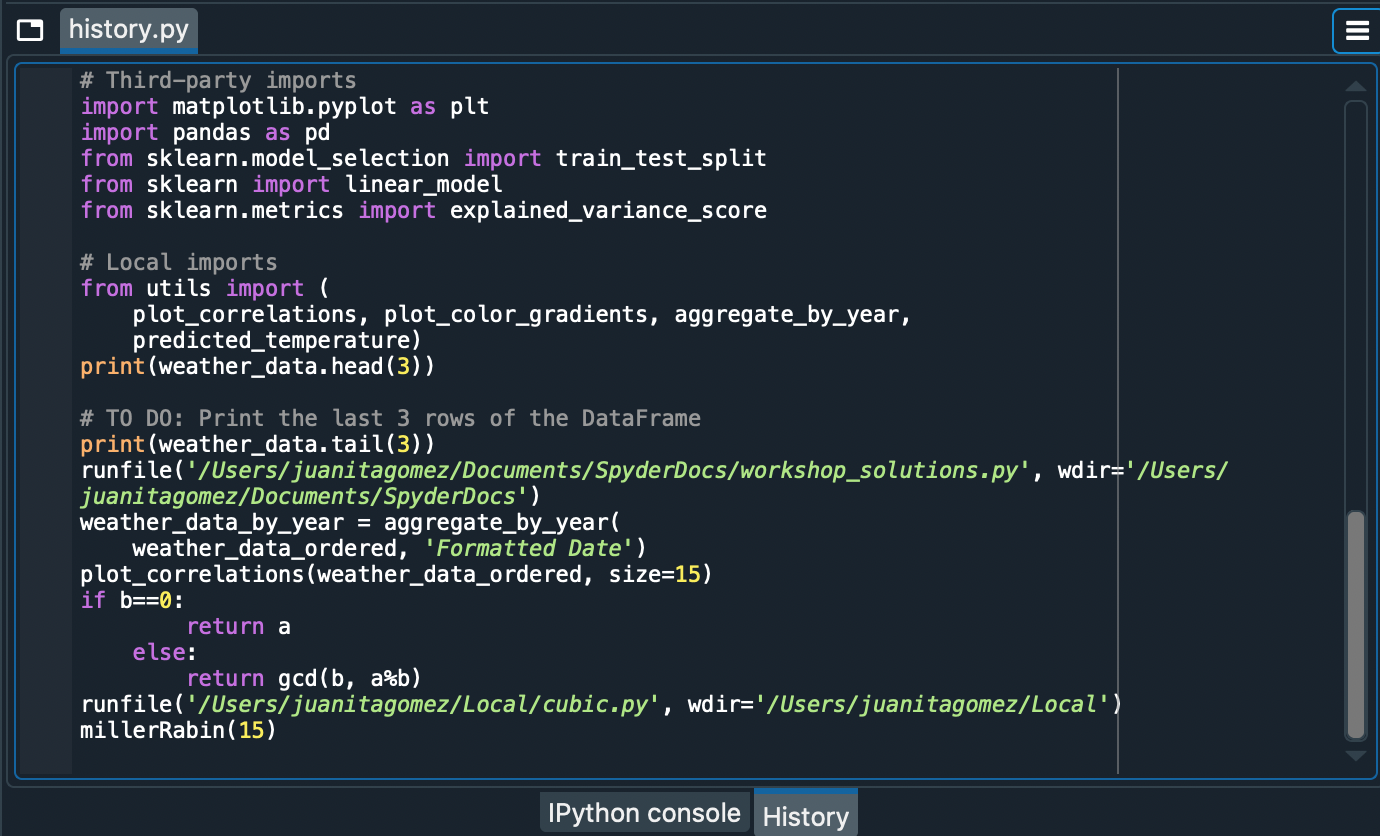 history.py
# Third-party imports
import matplotlib.pyplot as plt
import pandas as pd
from sklearn.model_selection import train_test_split
from sklearn import linear_model
from sklearn.metrics import explained_variance_score

# Local imports
from utils import (
    plot_correlations, plot_color_gradients, aggregate_by_year,
    predicted_temperature)
print(weather_data.head(3))

# TO DO: Print the last 3 rows of the DataFrame
print(weather_data.tail(3))
runfile('/Users/juanitagomez/Documents/SpyderDocs/workshop_solutions.py', wdir='/Users/
juanitagomez/Documents/SpyderDocs')
weather_data_by_year = aggregate_by_year(
    weather_data_ordered, 'Formatted Date')
plot_correlations(weather_data_ordered, size=15)
if b==0:
        return a
    else:
        return gcd(b, a%b)
runfile('/Users/juanitagomez/Local/cubic.py', wdir='/Users/juanitagomez/Local')
millerRabin(15)
IPython console
History